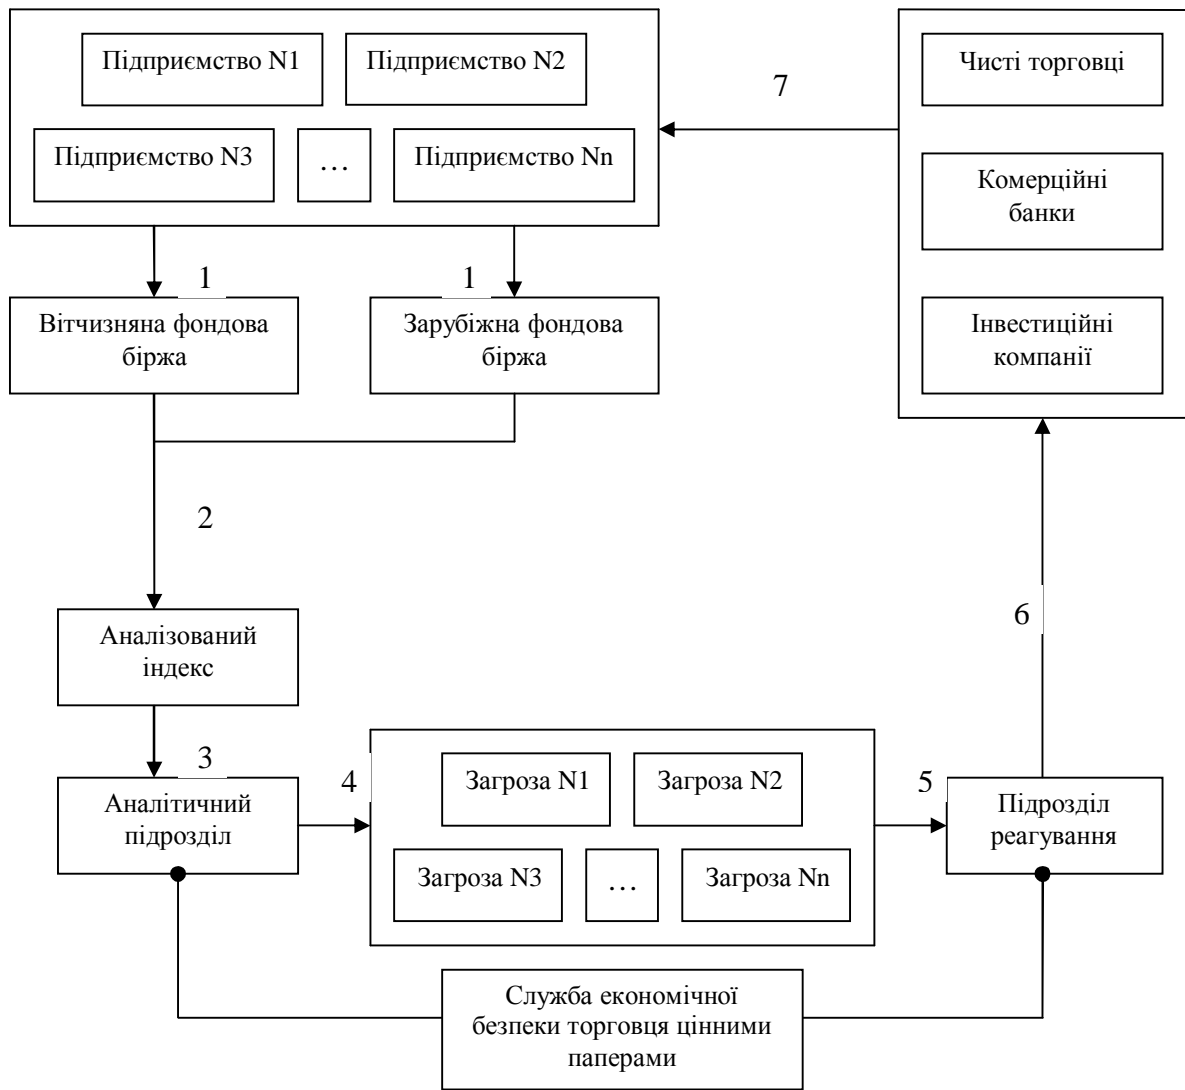 Підприємство N1
Підприємство N2
Чисті торговці
7
Підприємство N3
…
Підприємство Nn
Комерційні
банки
1
1
Вітчизняна фондова
біржа
Зарубіжна фондова
біржа
Інвестиційні
компанії
2
6
Аналізований
індекс
3
4
Загроза N1
Загроза N2
5
Аналітичний
підрозділ
Підрозділ
реагування
Загроза N3
…
Загроза Nn
Служба економічної
безпеки торговця цінними
паперами